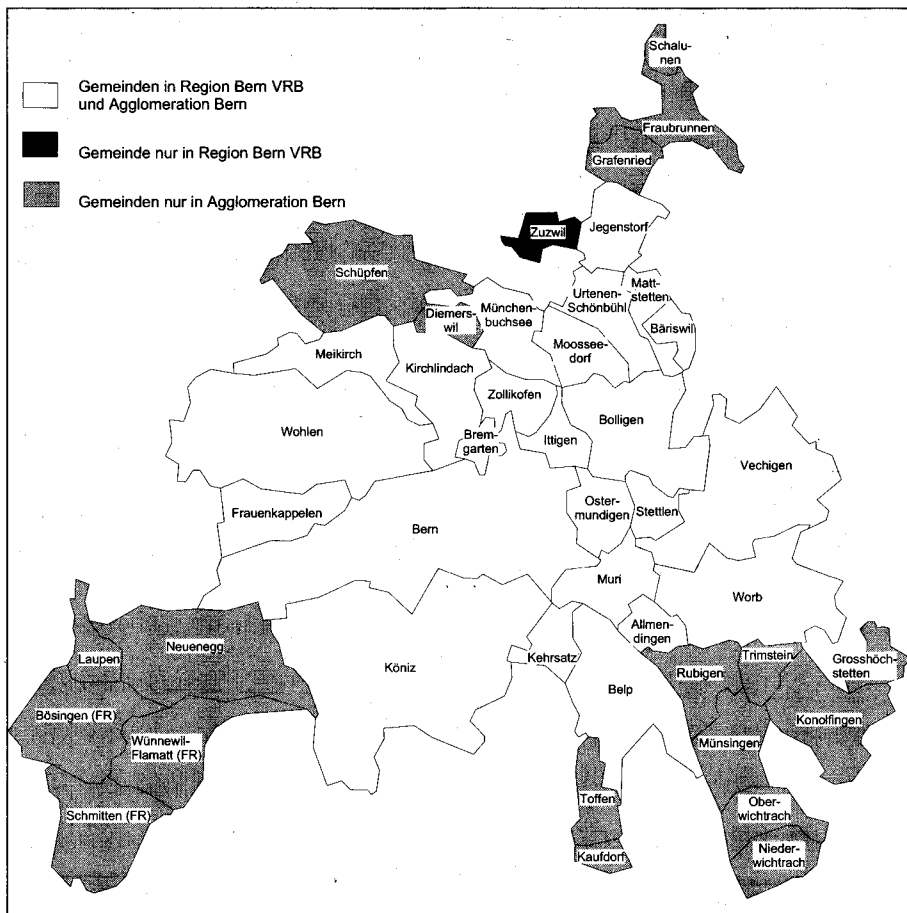 Gemeinden in Region Bern VRB
und Agglomeration Bern
Gemeinde nur in Region Bern VRB
Gemeinden nur in Agglomeration Bern
Schalu-
nen
Fraubrunnen
Grafenried
Zuzwil
Jegenstorf
Schüpfen
Diemers-
wil
München-
buchsee
Urtenen-
Schönbühl
Matt-
stetten
Bäriswil
Moossee-
dorf
Meikirch
Kirchlindach
Zollikofen
Bolligen
Wohlen
Brem-
garten
Ittigen
Vechigen
Frauenkappelen
Bern
Oster-
mundigen
Stettlen
Muri
Worb
Allmen-
dingen
Laupen
Neuenegg
Köniz
Kehrsatz
Belp
Rubigen
Trimstein
Grosshöch-
stetten
Konolfingen
Bösingen (FR)
Wünnewil-
Flamatt (FR)
Münsingen
Schmitten (FR)
Toffen
Kaufdorf
Ober-
wichtrach
Nieder-
wichtrach